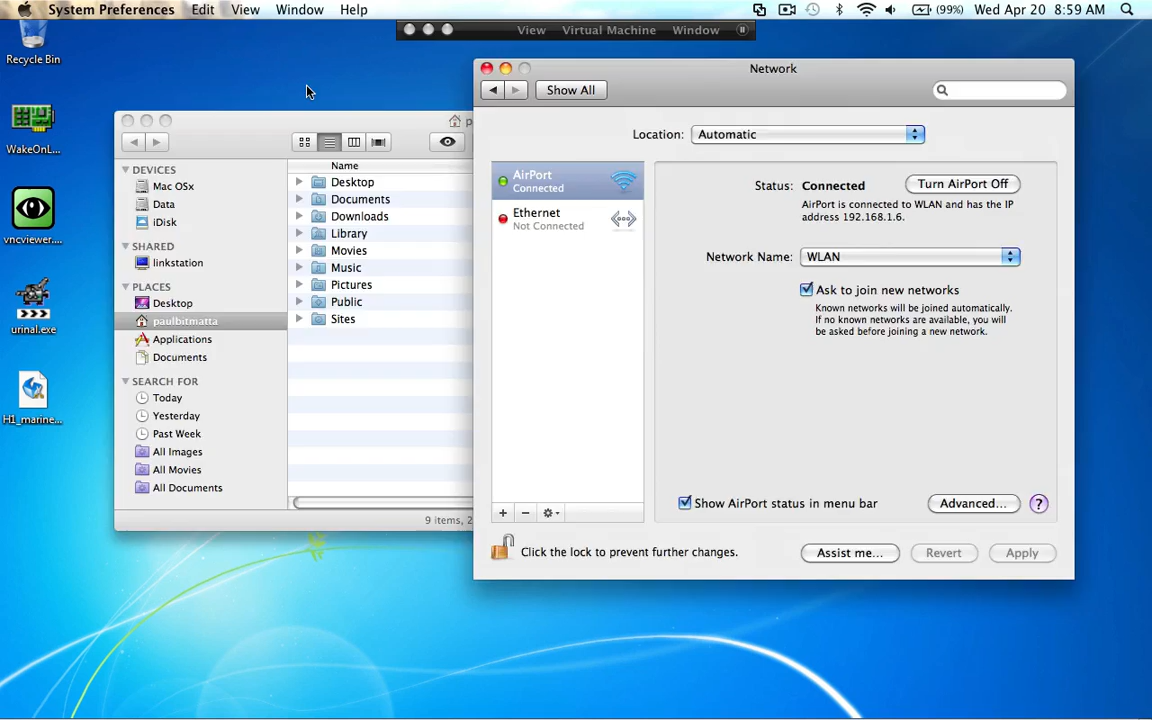 System Preferences Edit View Window Help
(99%) Wed Apr 20 8:59 AM
View Virtual Machine Window
Recycle Bin
WakeOnL...
vncviewer....
urinal.exe
H1_marine...
p
Name
DEVICES
Mac OSx
Data
iDisk
SHARED
linkstation
PLACES
Desktop
paulbitmatta
Applications
Documents
SEARCH FOR
Today
Yesterday
Past Week
All Images
All Movies
All Documents
Desktop
Documents
Downloads
Library
Movies
Music
Pictures
Public
Sites
9 items, 2
Network
Show All
Location: Automatic
AirPort
Connected
Ethernet
Not Connected
Status: Connected
Turn AirPort Off
AirPort is connected to WLAN and has the IP
address 192.168.1.6.
Network Name: WLAN
Ask to join new networks
Known networks will be joined automatically.
If no known networks are available, you will
be asked before joining a new network.
Show AirPort status in menu bar
Advanced...
?
Click the lock to prevent further changes.
Assist me...
Revert
Apply